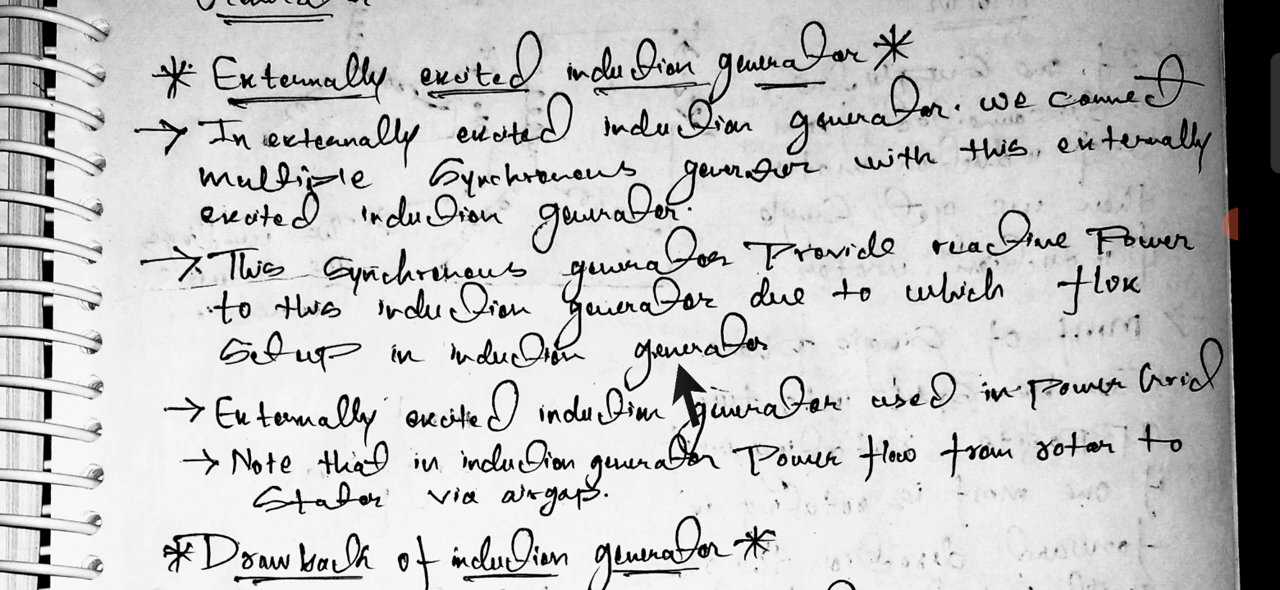 * Externally excited induction generator *
→ In externally excited induction generator. we connect
multiple Synchronous generator with this externally
excited induction generator.
→ This Synchronous generator Provide reactive Power
to this induction generator due to which flux
Setup in induction generator
→ Externally excited induction generator used in Power Grid
→ Note that in induction generator Power flow from rotor to
Stator via airgap.
* Drawback of induction generator *